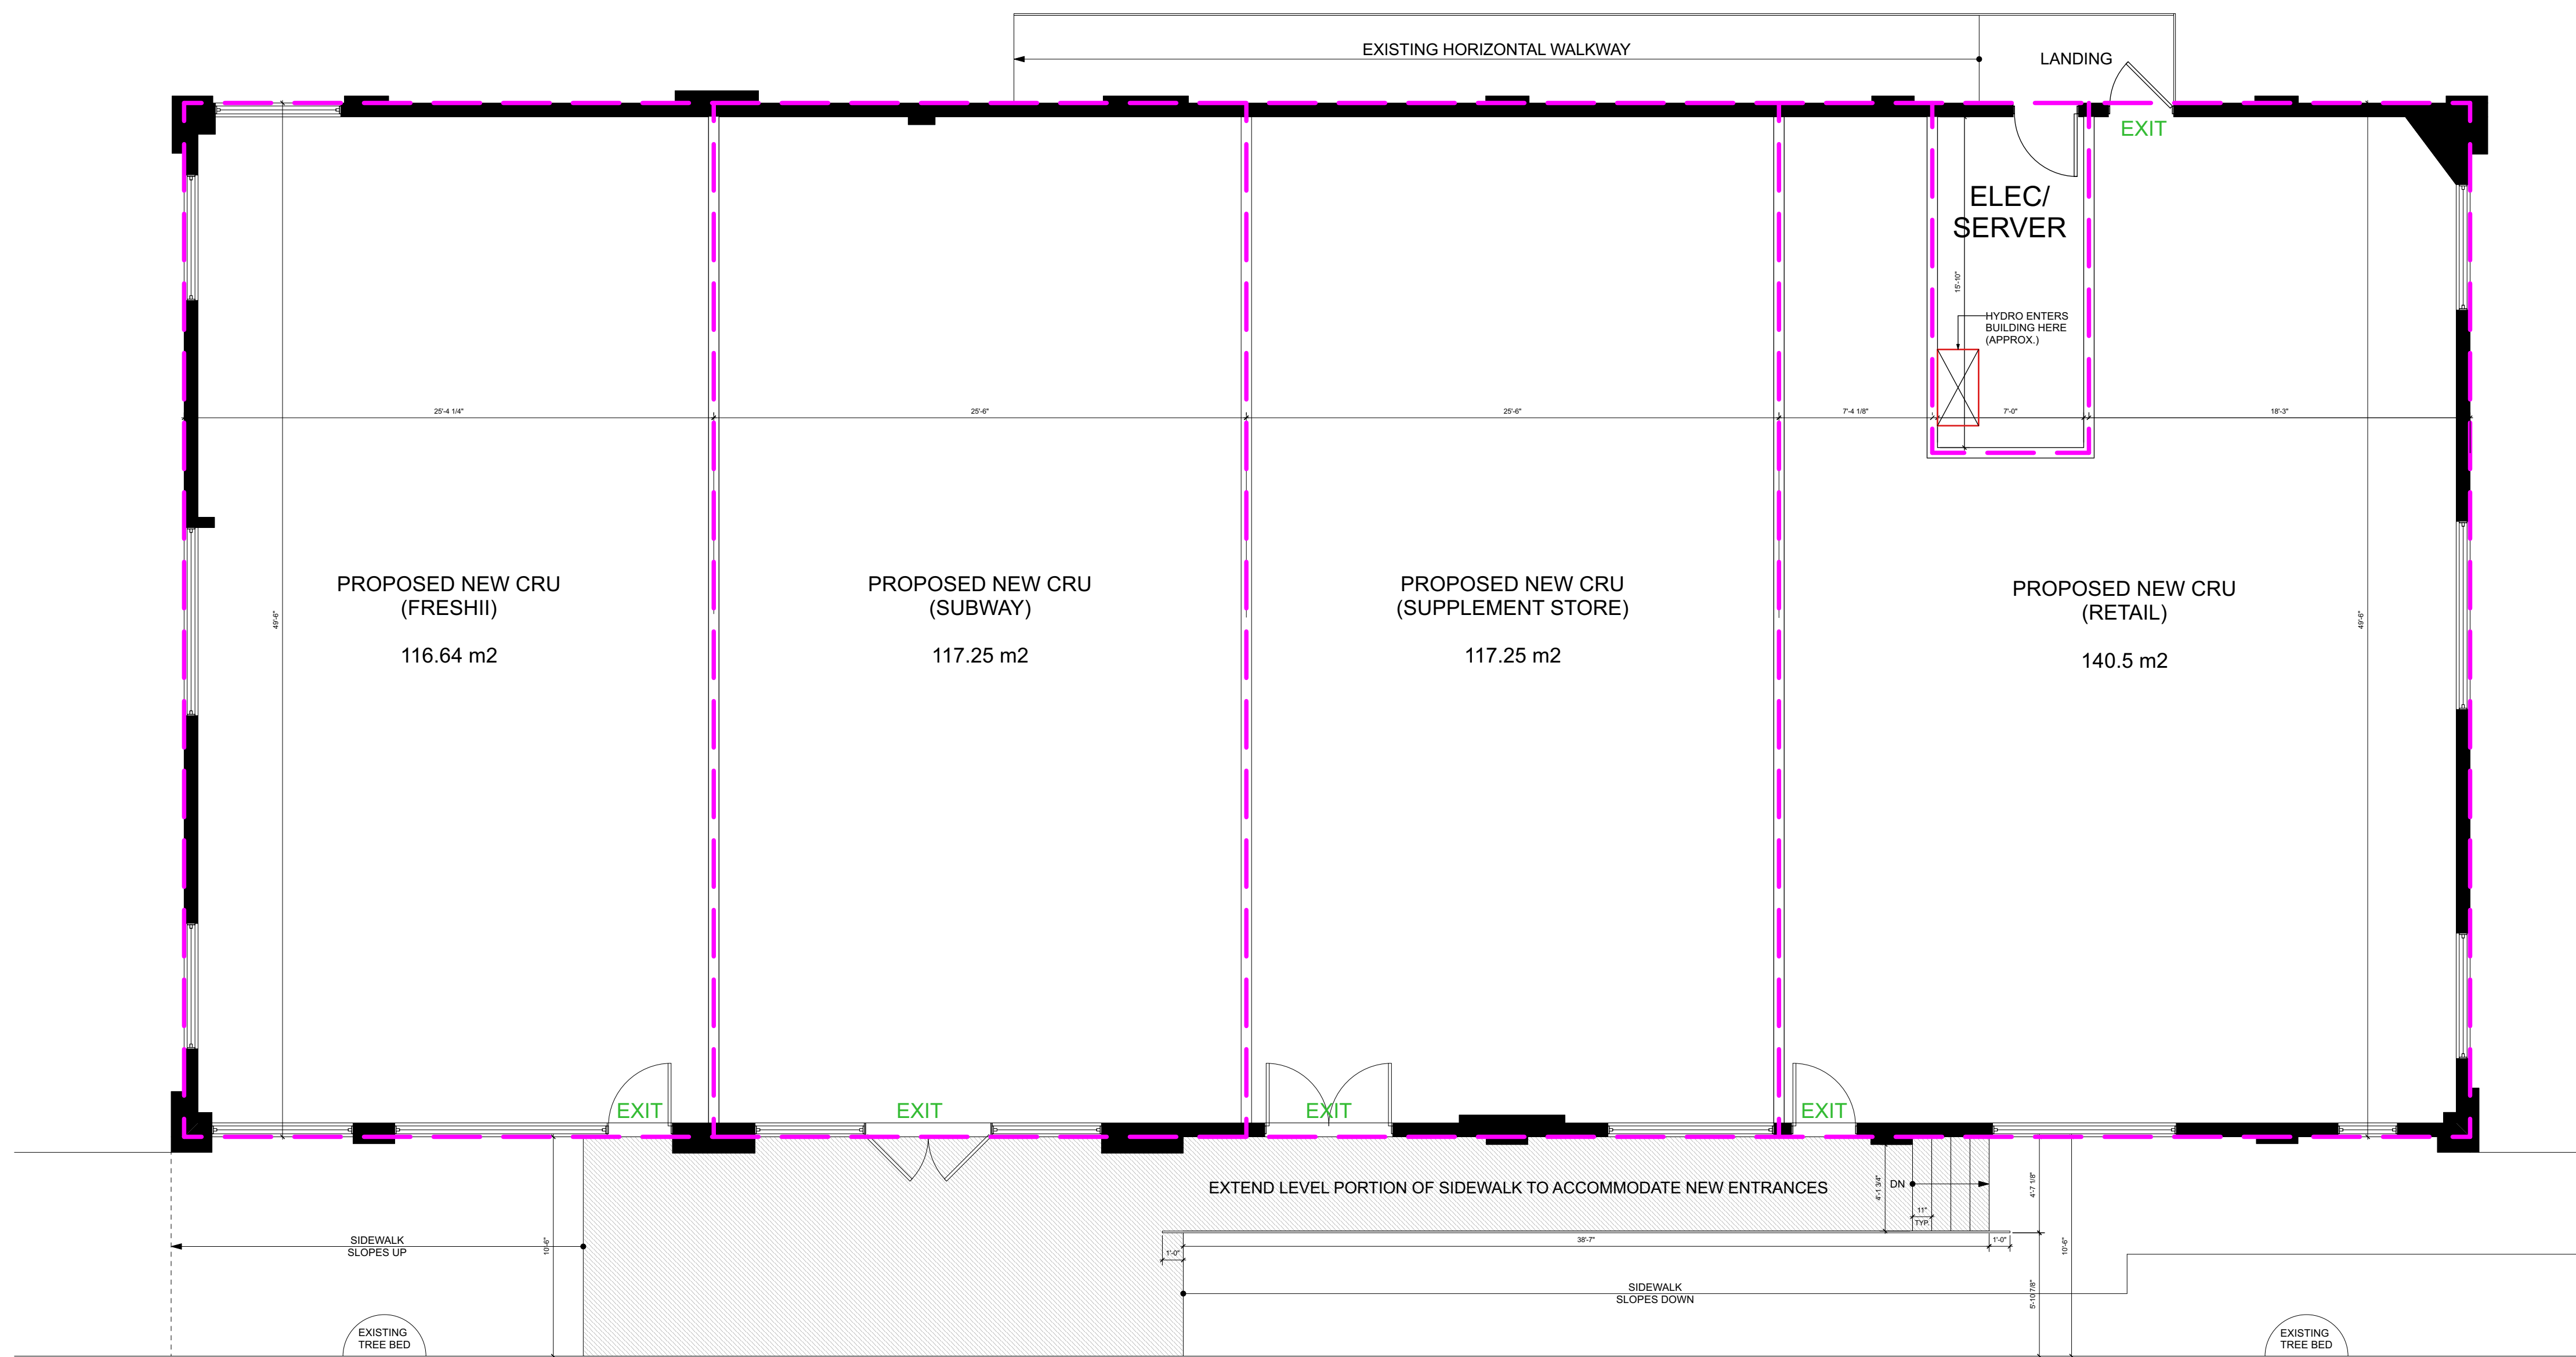 EXISTING HORIZONTAL WALKWAY
LANDING
EXIT
ELEC/
SERVER
15'-10"
HYDRO ENTERS
BUILDING HERE
(APPROX.)
25'-4 1/4"
25'-6"
25'-6"
7'-4 1/8"
7'-0"
18'-3"
49'-6"
49'-6"
PROPOSED NEW CRU
(FRESHII)
116.64 m2
PROPOSED NEW CRU
(SUBWAY)
117.25 m2
PROPOSED NEW CRU
(SUPPLEMENT STORE)
117.25 m2
PROPOSED NEW CRU
(RETAIL)
140.5 m2
EXIT
EXIT
EXIT
EXIT
EXTEND LEVEL PORTION OF SIDEWALK TO ACCOMMODATE NEW ENTRANCES
4'-1 3/4"
DN
11"
TYP.
4'-7 1/8"
SIDEWALK
SLOPES UP
10'-6"
1'-0"
38'-7"
1'-0"
10'-6"
SIDEWALK
SLOPES DOWN
5'-10 7/8"
EXISTING
TREE BED
EXISTING
TREE BED